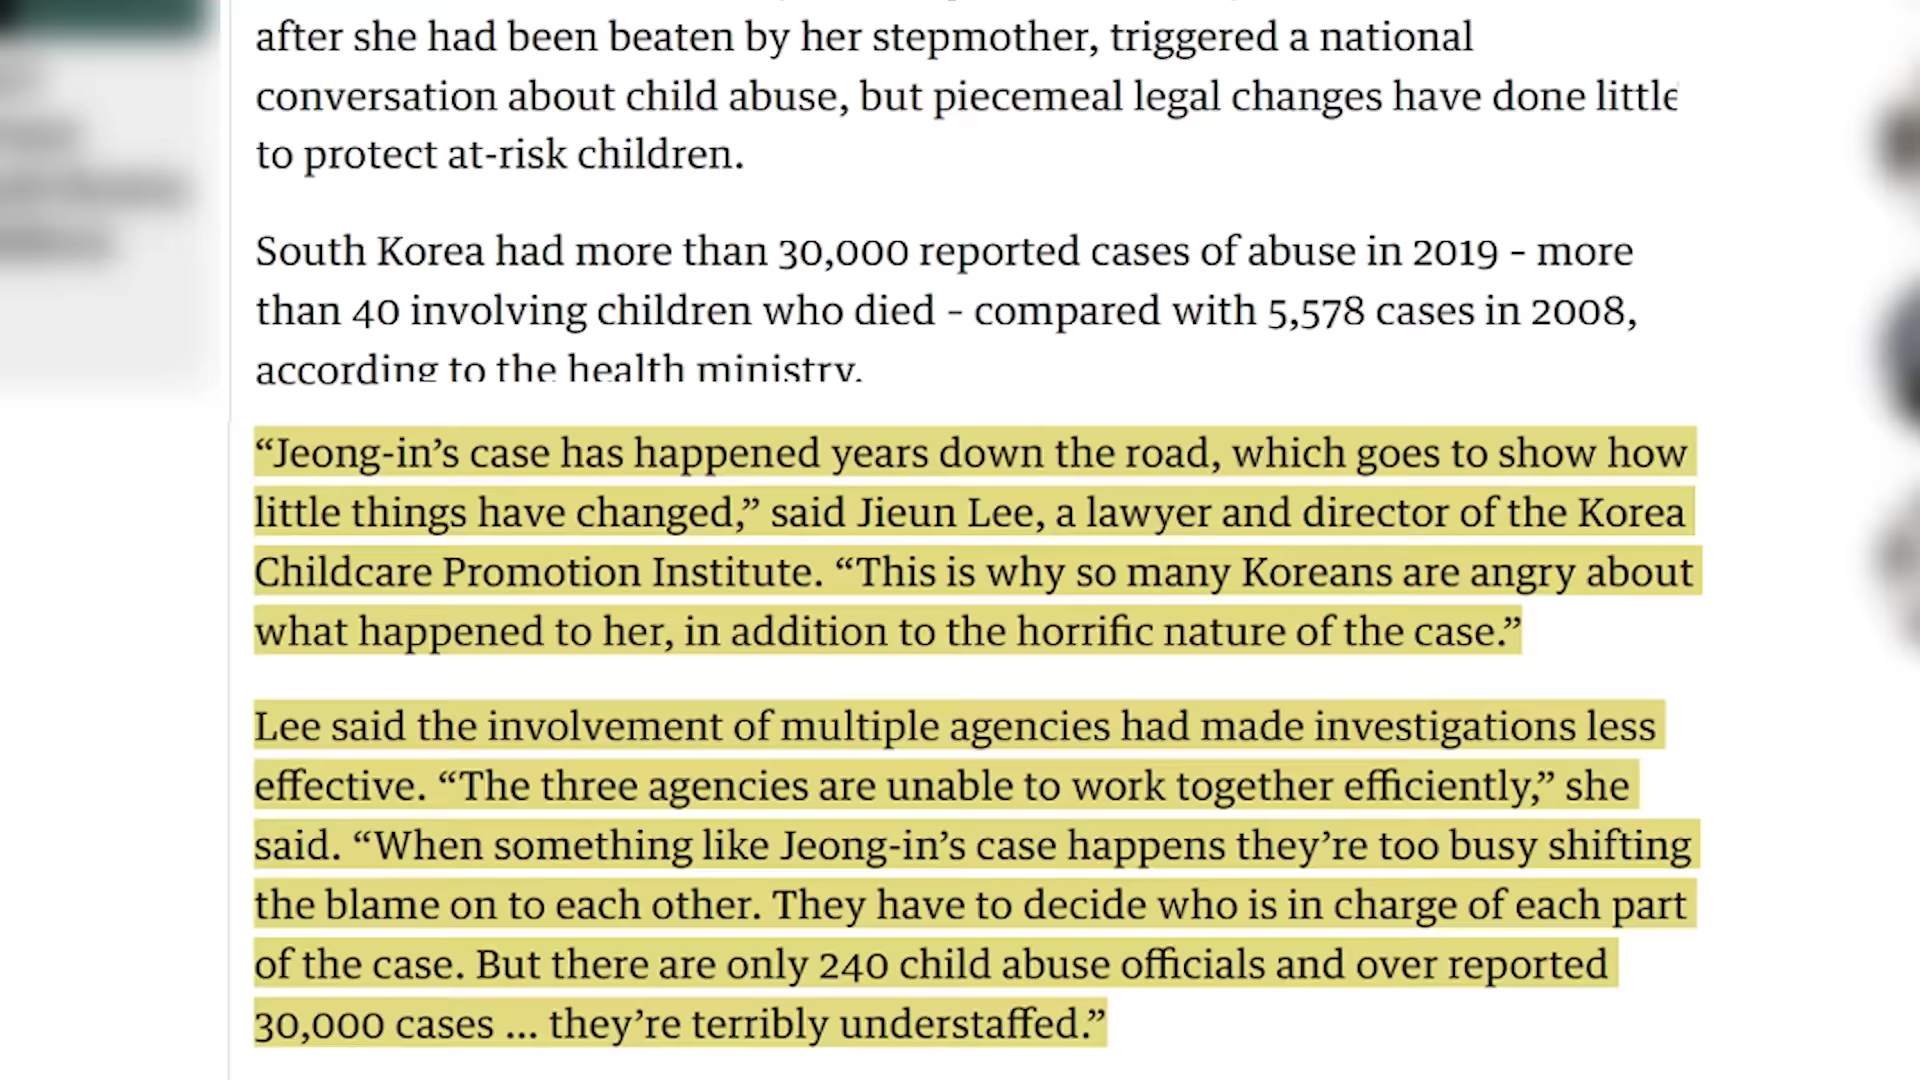 after she had been beaten by her stepmother, triggered a national
conversation about child abuse, but piecemeal legal changes have done little
to protect at-risk children.
South Korea had more than 30,000 reported cases of abuse in 2019 – more
than 40 involving children who died – compared with 5,578 cases in 2008,
according to the health ministry.
“Jeong-in’s case has happened years down the road, which goes to show how
little things have changed,” said Jieun Lee, a lawyer and director of the Korea
Childcare Promotion Institute. “This is why so many Koreans are angry about
what happened to her, in addition to the horrific nature of the case.”
Lee said the involvement of multiple agencies had made investigations less
effective. “The three agencies are unable to work together efficiently,” she
said. “When something like Jeong-in’s case happens they’re too busy shifting
the blame on to each other. They have to decide who is in charge of each part
of the case. But there are only 240 child abuse officials and over reported
30,000 cases ... they’re terribly understaffed.”